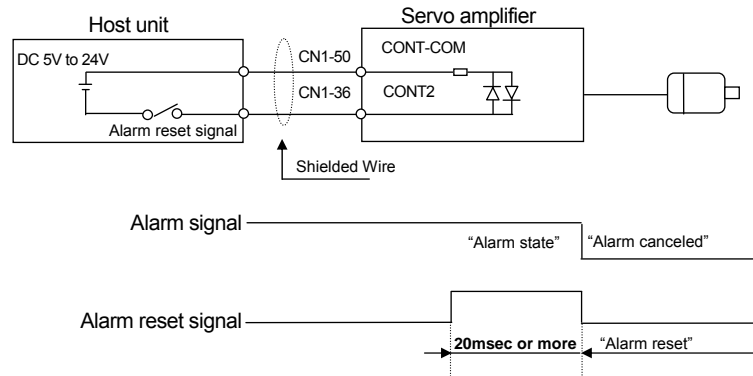 Host unit
Servo amplifier
DC 5V to 24V
CN1-50
CONT-COM
CN1-36
CONT2
Alarm reset signal
Shielded Wire
Alarm signal
“Alarm state”
“Alarm canceled”
Alarm reset signal
20msec or more
“Alarm reset”